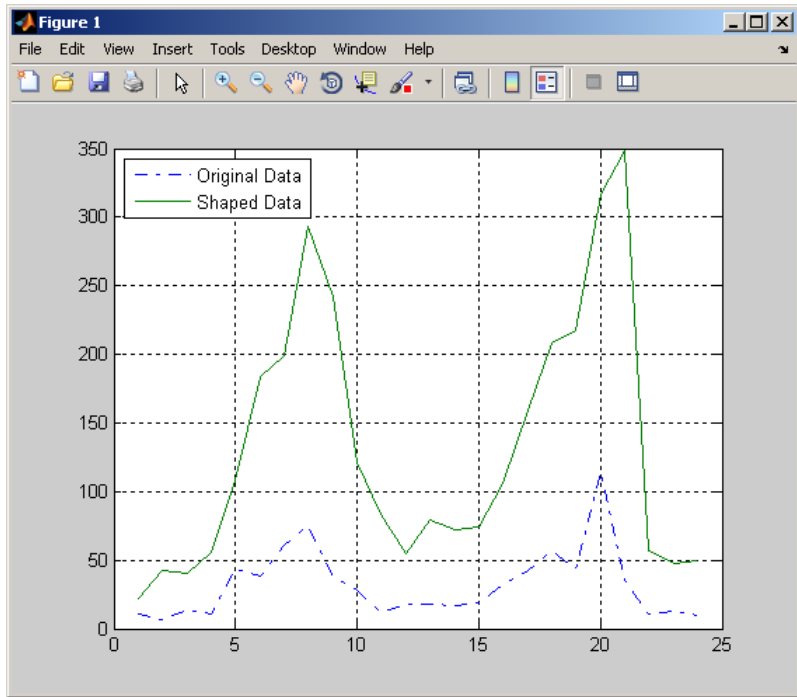 Figure 1
File Edit View Insert Tools Desktop Window Help
350
300
250
200
150
100
50
0
Original Data
Shaped Data
0 5 10 15 20 25